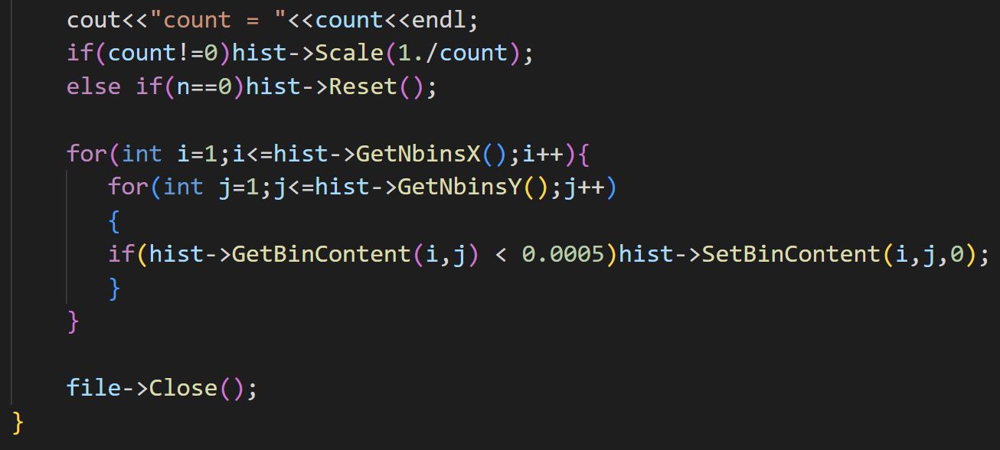 cout<<"count = "<<count<<endl;
if(count!=0)hist->Scale(1./count);
else if(n==0)hist->Reset();
for(int i=1;i<=hist->GetNbinsX();i++){
for(int j=1;j<=hist->GetNbinsY();j++)
{
if(hist->GetBinContent(i,j) < 0.0005)hist->SetBinContent(i,j,0);
}
}
file->Close();
}